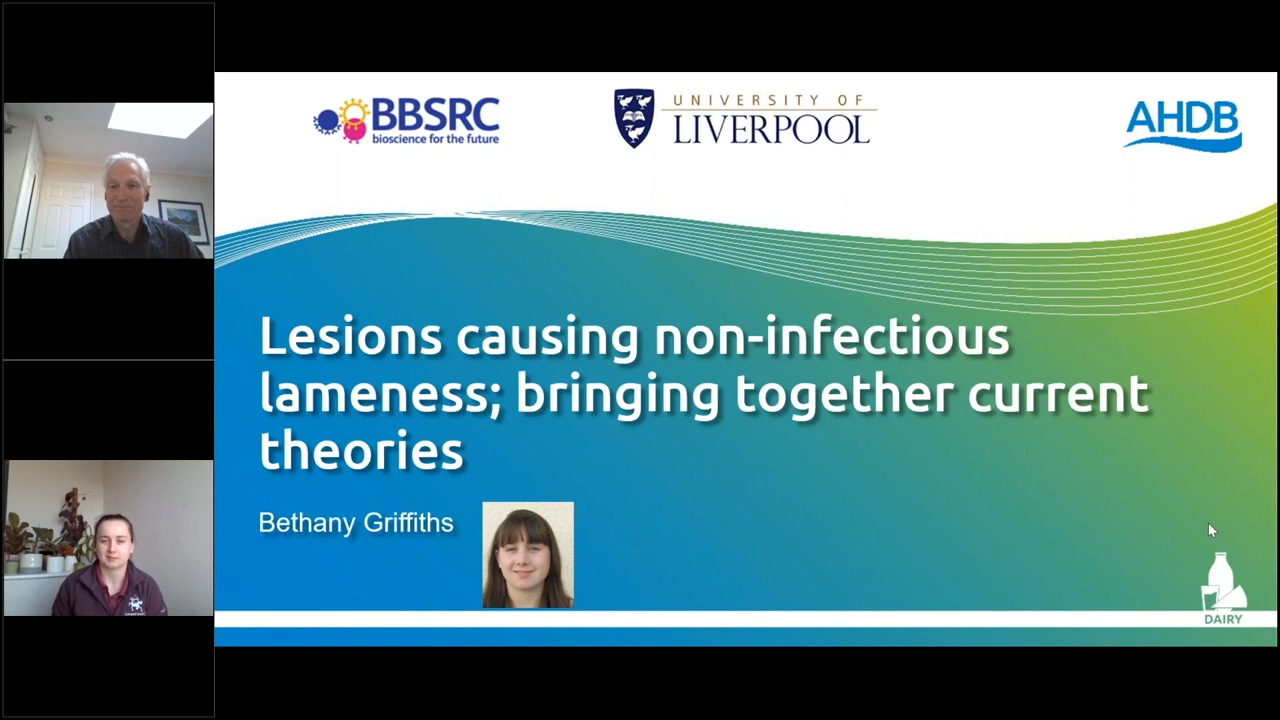 BBSRC
bioscience for the future
UNIVERSITY OF
LIVERPOOL
AHDB
Lesions causing non-infectious
lameness; bringing together current
theories
Bethany Griffiths
DAIRY